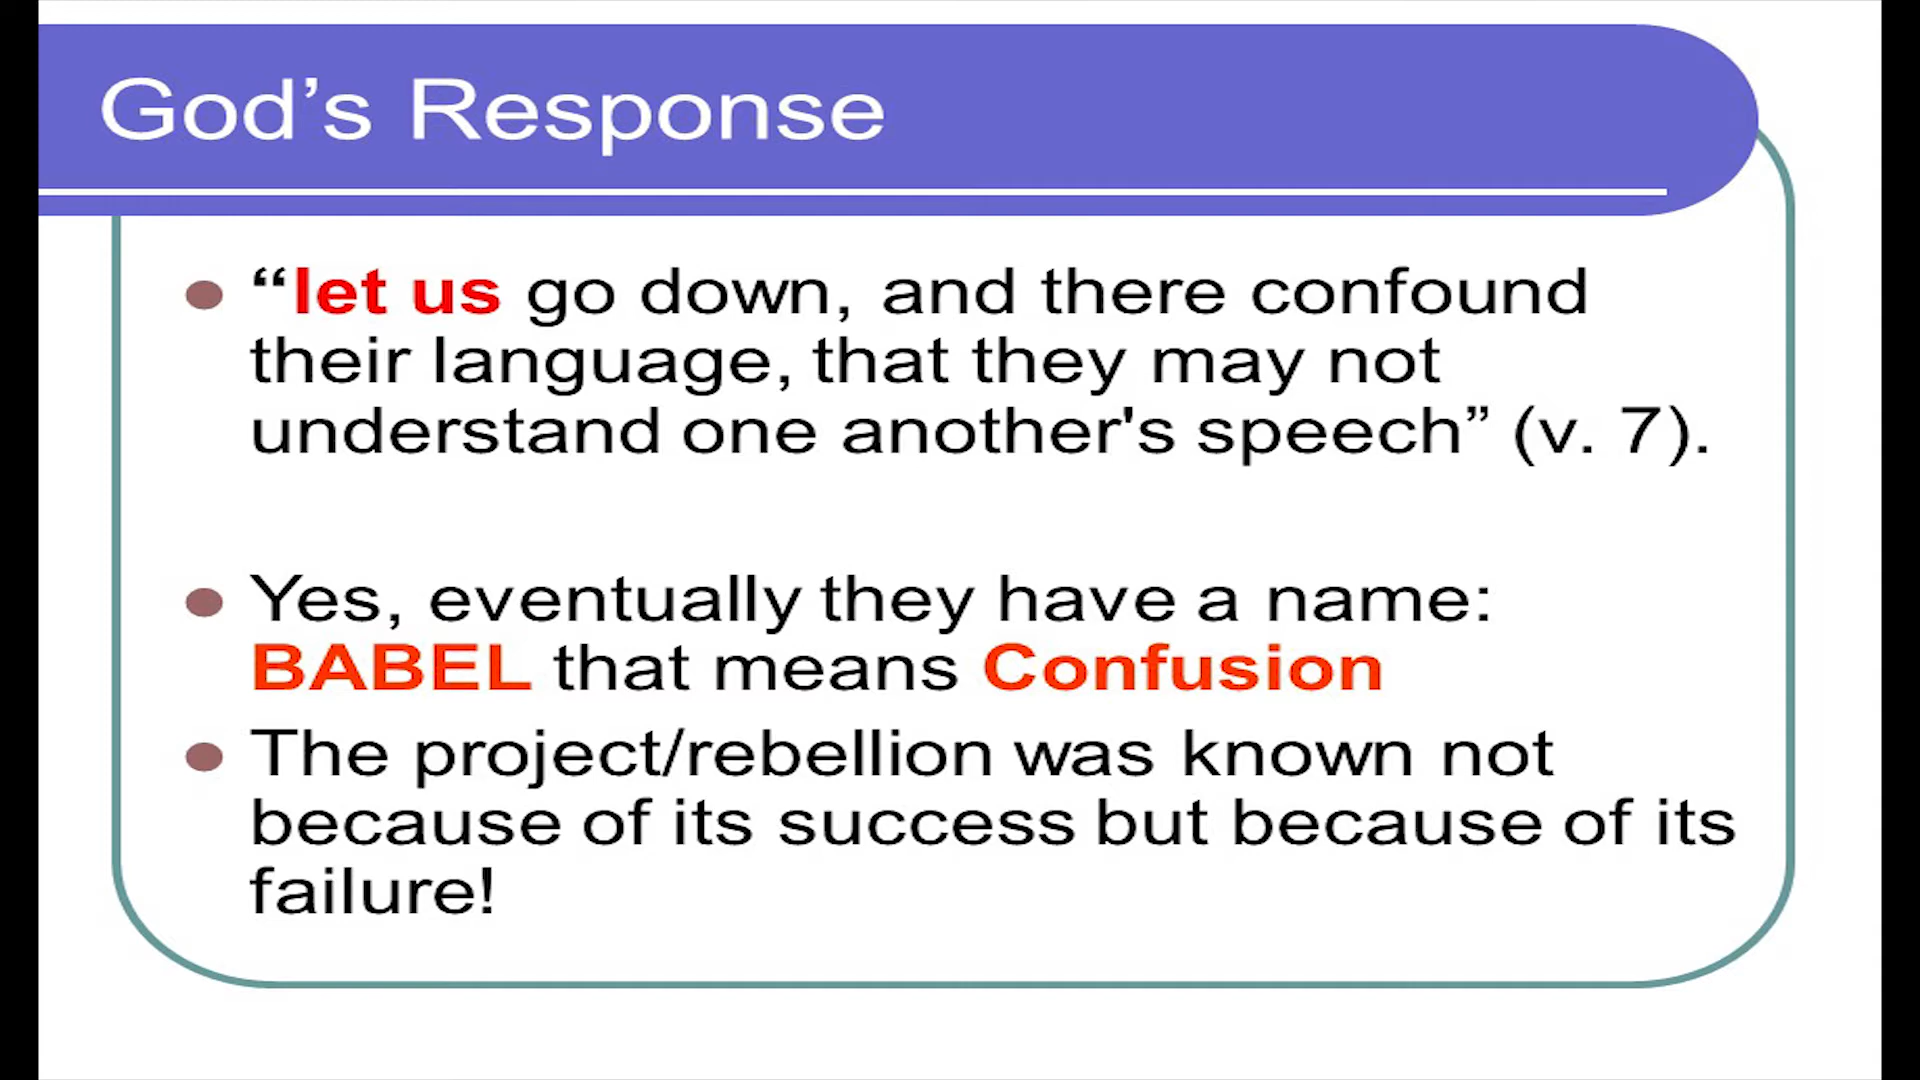 God’s Response
“let us go down, and there confound
their language, that they may not
understand one another's speech” (v. 7).
Yes, eventually they have a name:
BABEL that means Confusion
The project/rebellion was known not
because of its success but because of its
failure!